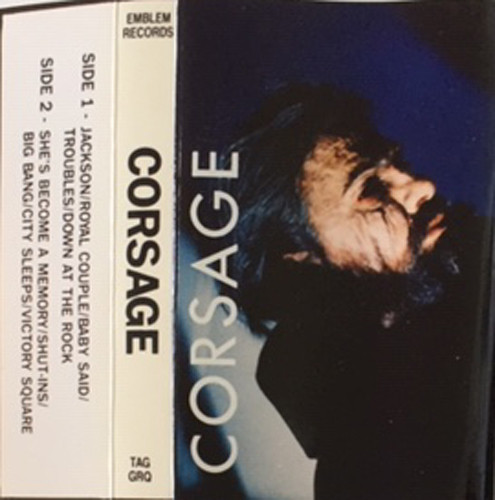 SIDE 1 - JACKSON/ROYAL COUPLE/BABY SAID/
TROUBLES/DOWN AT THE ROCK
SIDE 2 - SHE'S BECOME A MEMORY/SHUT-INS/
BIG BANG/CITY SLEEPS/VICTORY SQUARE
EMBLEM
RECORDS
CORSAGE
TAG
GRQ
CORSAGE